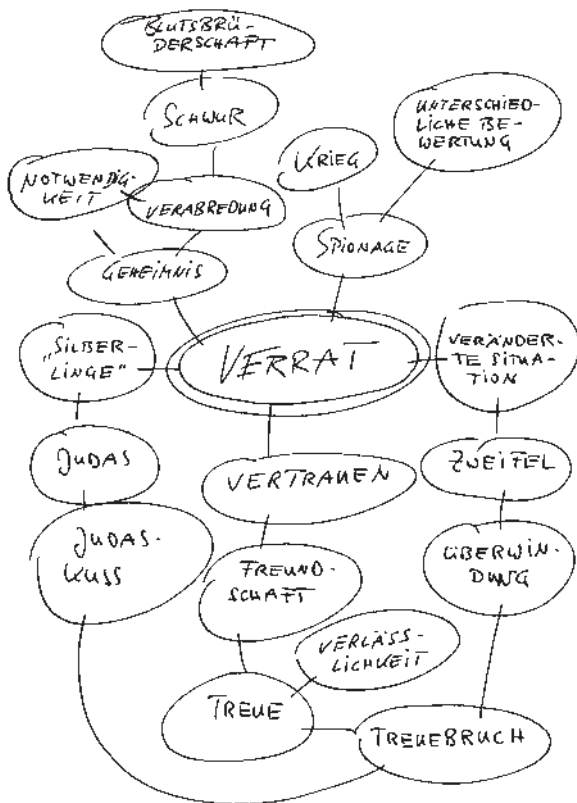 BLUTSBRÜ-
DERSCHAFT
SCHWUR
UNTERSCHIED-
LICHE BE-
WERTUNG
KRIEG
NOTWENDIG-
KEIT
VERABREDUNG
SPIONAGE
GEHEIMNIS
„SILBER-
LINGE"
VERRAT
VERÄNDER-
TE SITUA-
TION
JUDAS
VERTRAUEN
ZWEIFEL
JUDAS-
KUSS
FREUND-
SCHAFT
ÜBERWIN-
DUNG
VERLÄSS-
LICHKEIT
TREUE
TREUEBRUCH